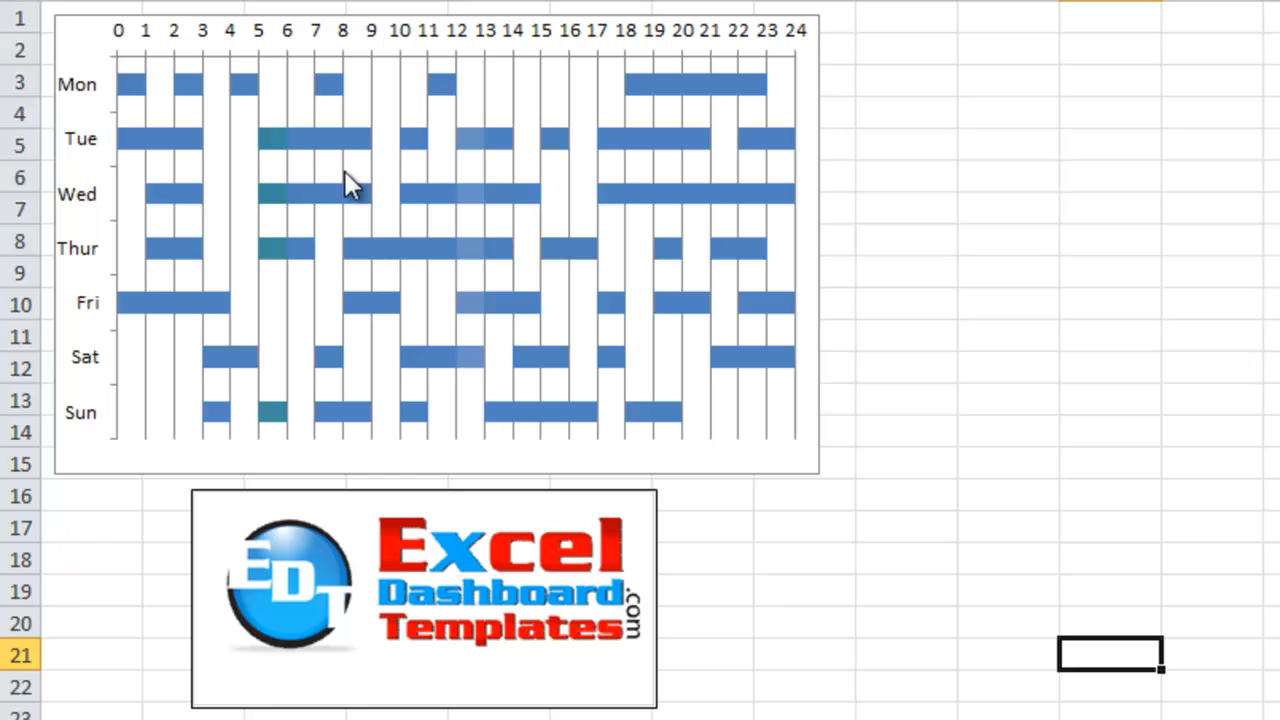 0 1 2 3 4 5 6 7 8 9 10 11 12 13 14 15 16 17 18 19 20 21 22 23 24
Mon
Tue
Wed
Thur
Fri
Sat
Sun
1
2
3
4
5
6
7
8
9
10
11
12
13
14
15
16
17
18
19
20
21
22
23
EDT
Excel
Dashboard
Templates
.com